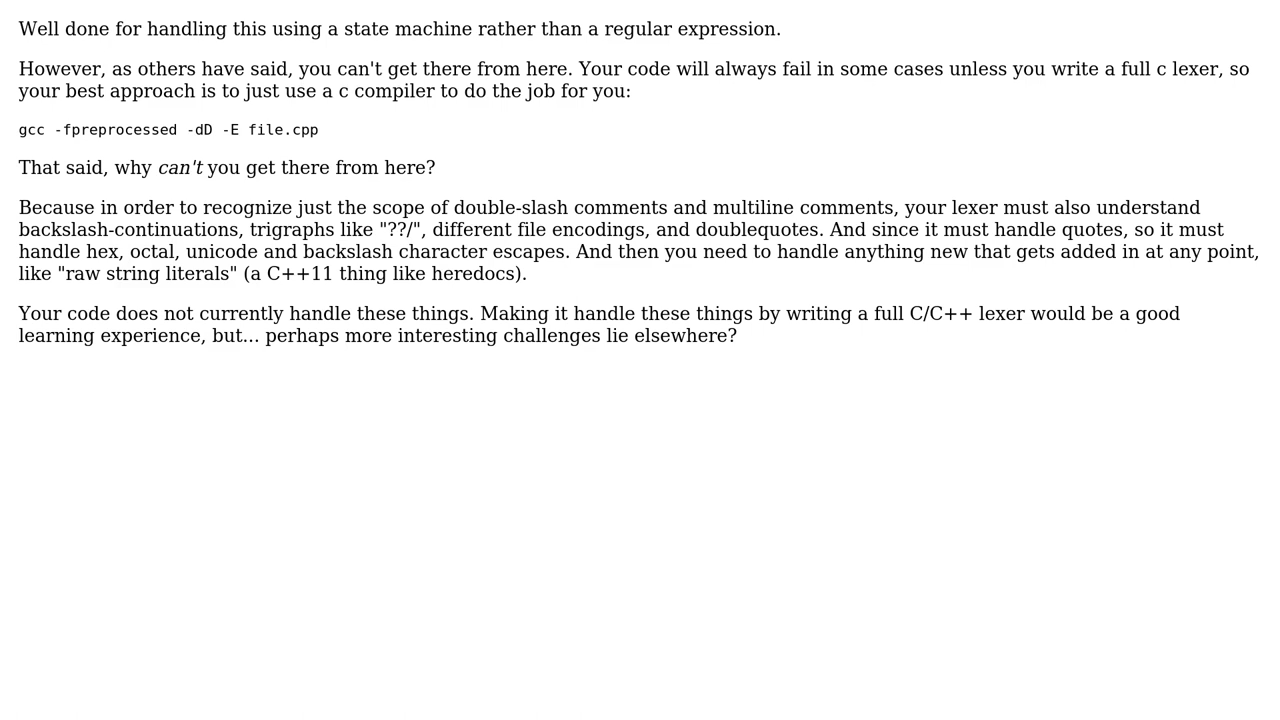 Well done for handling this using a state machine rather than a regular expression.
However, as others have said, you can't get there from here. Your code will always fail in some cases unless you write a full c lexer, so
your best approach is to just use a c compiler to do the job for you:
gcc -fpreprocessed -dD -E file.cpp
That said, why can't you get there from here?
Because in order to recognize just the scope of double-slash comments and multiline comments, your lexer must also understand
backslash-continuations, trigraphs like "??/", different file encodings, and doublequotes. And since it must handle quotes, so it must
handle hex, octal, unicode and backslash character escapes. And then you need to handle anything new that gets added in at any point,
like "raw string literals" (a C++11 thing like heredocs).
Your code does not currently handle these things. Making it handle these things by writing a full C/C++ lexer would be a good
learning experience, but... perhaps more interesting challenges lie elsewhere?